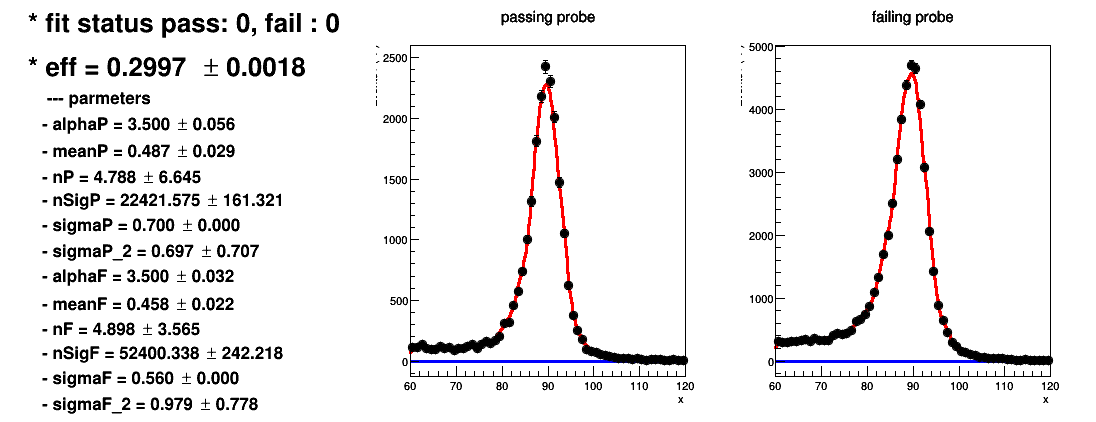 * fit status pass: 0, fail : 0
* eff = 0.2997 ± 0.0018
--- parmeters
- alphaP = 3.500 ± 0.056
- meanP = 0.487 ± 0.029
- nP = 4.788 ± 6.645
- nSigP = 22421.575 ± 161.321
- sigmaP = 0.700 ± 0.000
- sigmaP_2 = 0.697 ± 0.707
- alphaF = 3.500 ± 0.032
- meanF = 0.458 ± 0.022
- nF = 4.898 ± 3.565
- nSigF = 52400.338 ± 242.218
- sigmaF = 0.560 ± 0.000
- sigmaF_2 = 0.979 ± 0.778
passing probe
2500
2000
1500
1000
500
0
60 70 80 90 100 110 120
x
failing probe
5000
4000
3000
2000
1000
0
60 70 80 90 100 110 120
x